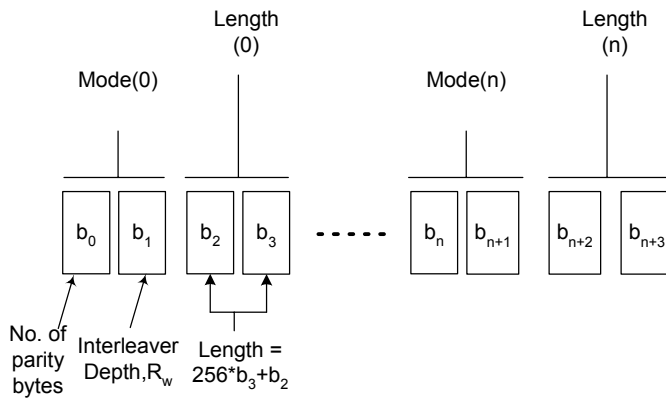 Length
(0)
Length
(n)
Mode(0)
Mode(n)
b0 b1 b2 b3 bn bn+1 bn+2 bn+3
No. of
parity
bytes
Interleaver
Depth,Rw
Length =
256*b3+b2